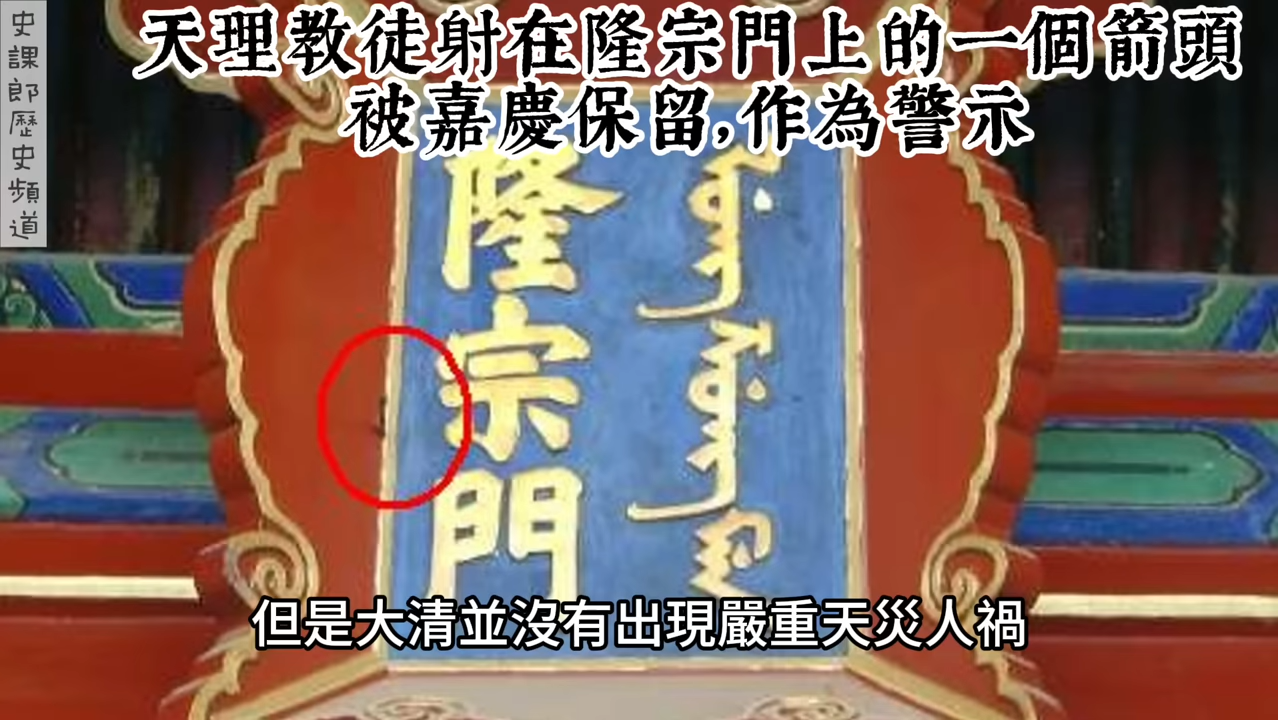 天理教徒射在隆宗門上的一個箭頭
被嘉慶保留,作為警示
史課郎歷史頻道
隆宗門
但是大清並沒有出現嚴重天災人禍